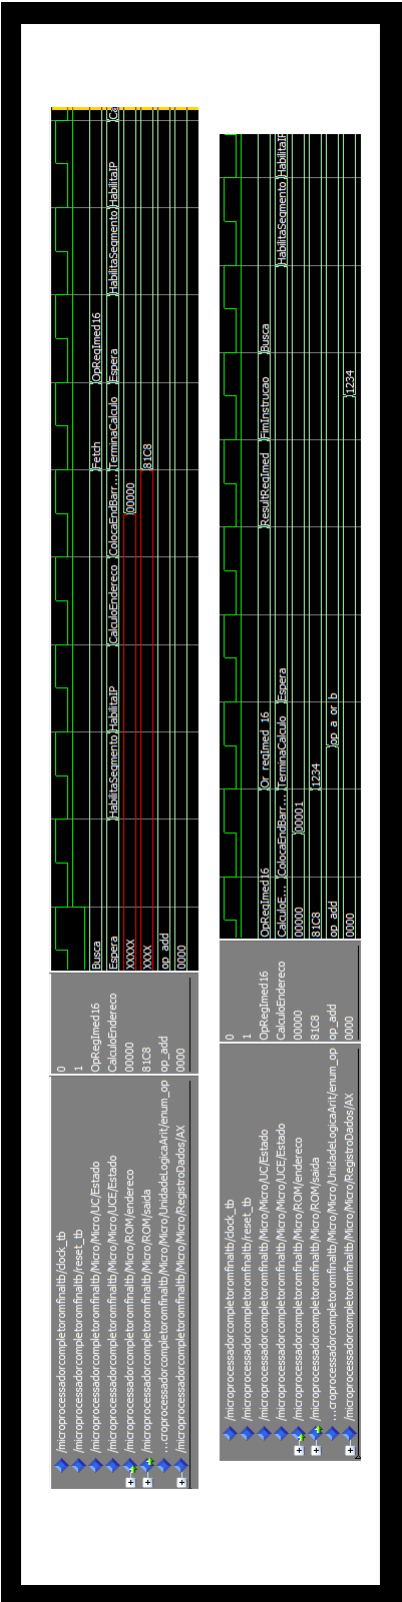 /microprocessadorcompletoromfinaltb/clock_tb 0
/microprocessadorcompletoromfinaltb/reset_tb 1
/microprocessadorcompletoromfinaltb/Micro/UC/Estado OpRegImed16 Busca Fetch OpRegImed16
/microprocessadorcompletoromfinaltb/Micro/Micro/UCE/Estado CalculoEndereco Espera HabilitaSegmento HabilitaIP CalculoEndereco ColocaEndBarr... TerminaCalculo Espera HabilitaSegmento HabilitaIP Ca
/microprocessadorcompletoromfinaltb/Micro/ROM/endereco 00000 XXXXX 00000
/microprocessadorcompletoromfinaltb/Micro/ROM/saida 81C8 XXXX 81C8
...croprocessadorcompletoromfinaltb/Micro/Micro/UnidadeLogicaArit/enum_op op_add op_add
/microprocessadorcompletoromfinaltb/Micro/Micro/RegistroDados/AX 0000 0000
/microprocessadorcompletoromfinaltb/clock_tb 0
/microprocessadorcompletoromfinaltb/reset_tb 1
/microprocessadorcompletoromfinaltb/Micro/Micro/UC/Estado OpRegImed16 OpRegImed16 Or_regImed_16 ResultRegImed FimInstrucao Busca
/microprocessadorcompletoromfinaltb/Micro/Micro/UCE/Estado CalculoEndereco CalculoE... ColocaEndBarr... TerminaCalculo Espera HabilitaSegmento HabilitaIP
/microprocessadorcompletoromfinaltb/Micro/ROM/endereco 00000 00000 00001
/microprocessadorcompletoromfinaltb/Micro/ROM/saida 81C8 81C8 1234
...croprocessadorcompletoromfinaltb/Micro/Micro/UnidadeLogicaArit/enum_op op_add op_add op_a_or_b
/microprocessadorcompletoromfinaltb/Micro/Micro/RegistroDados/AX 0000 0000 1234